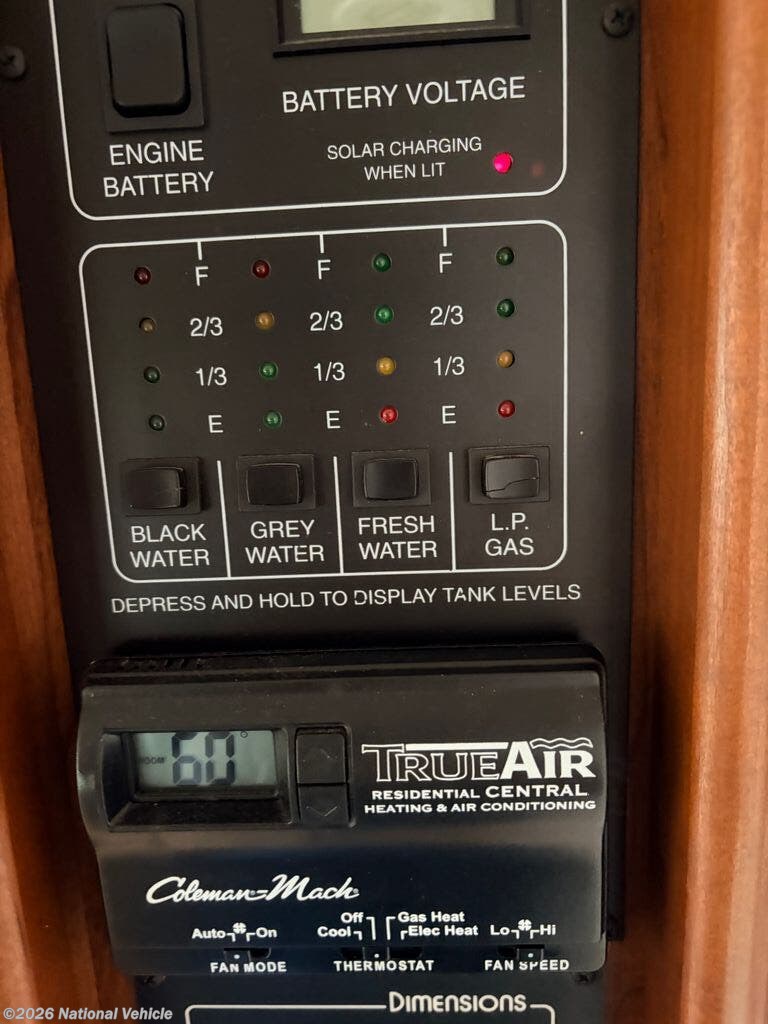 BATTERY VOLTAGE
ENGINE
BATTERY
SOLAR CHARGING
WHEN LIT
F F F
2/3 2/3 2/3
1/3 1/3 1/3
E E E
BLACK
WATER
GREY
WATER
FRESH
WATER
L.P.
GAS
DEPRESS AND HOLD TO DISPLAY TANK LEVELS
ROOM 60°
TRUEAIR
RESIDENTIAL CENTRAL
HEATING & AIR CONDITIONING
Coleman-Mach
Auto On
FAN MODE
Off Gas Heat
Cool Elec Heat
THERMOSTAT
Lo Hi
FAN SPEED
DIMENSIONS
©2026 National Vehicle